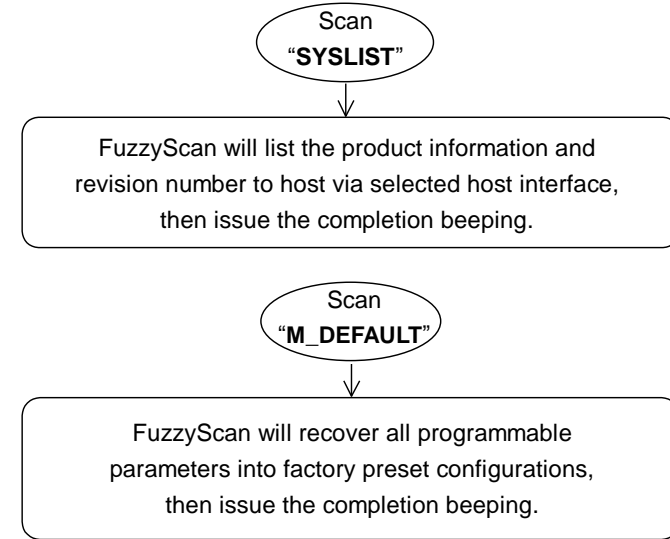 Scan
“SYSLIST”
FuzzyScan will list the product information and
revision number to host via selected host interface,
then issue the completion beeping.
Scan
“M_DEFAULT”
FuzzyScan will recover all programmable
parameters into factory preset configurations,
then issue the completion beeping.